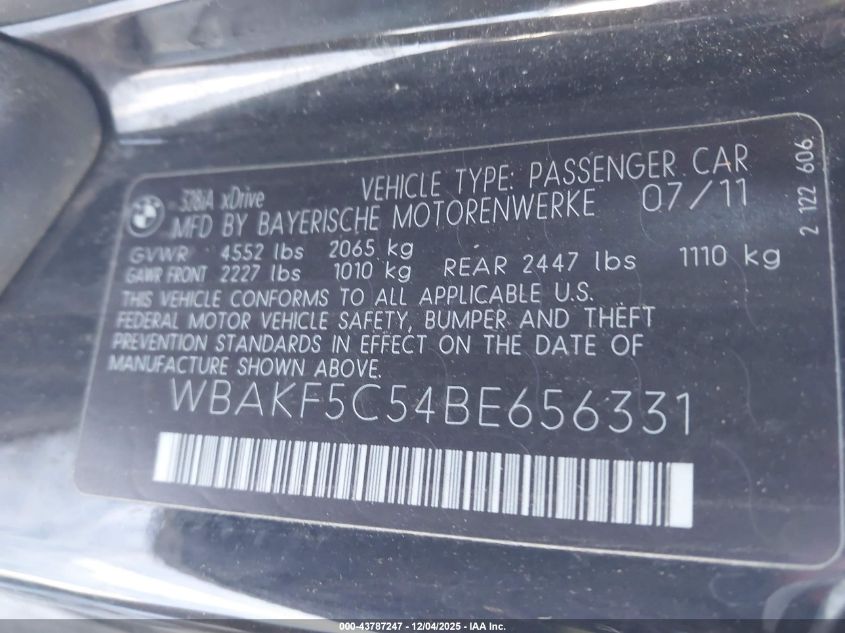 328iA xDrive VEHICLE TYPE: PASSENGER CAR
MFD BY BAYERISCHE MOTORENWERKE 07/11
GVWR 4552 lbs 2065 kg
GAWR FRONT 2227 lbs 1010 kg REAR 2447 lbs 1110 kg
THIS VEHICLE CONFORMS TO ALL APPLICABLE U.S.
FEDERAL MOTOR VEHICLE SAFETY, BUMPER AND THEFT
PREVENTION STANDARDS IN EFFECT ON THE DATE OF
MANUFACTURE SHOWN ABOVE.
WBAKF5C54BE656331
2 122 606
000-43787247 - 12/04/2025 - IAA Inc.